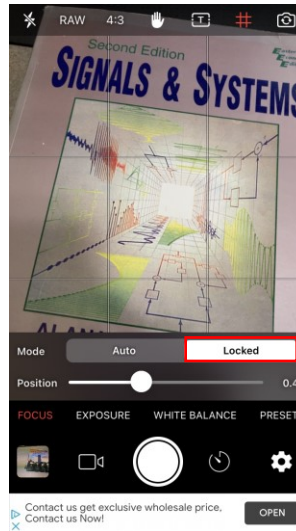 RAW 4:3 T
Second Edition
SIGNALS & SYSTEMS
Mode Auto Locked
Position 0.4
FOCUS EXPOSURE WHITE BALANCE PRESET
Contact us get exclusive wholesale price,
Contact us Now!
OPEN